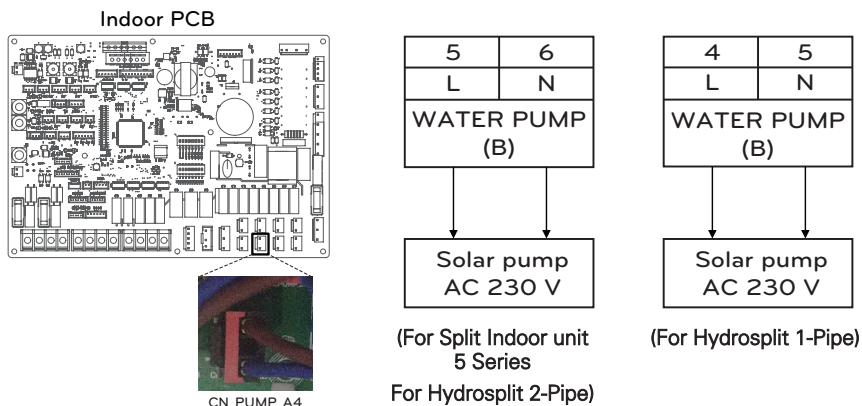 Indoor PCB
CN_PUMP_A4
5 6
L N
WATER PUMP
(B)
Solar pump
AC 230 V
(For Split Indoor unit
5 Series
For Hydrosplit 2-Pipe)
4 5
L N
WATER PUMP
(B)
Solar pump
AC 230 V
(For Hydrosplit 1-Pipe)